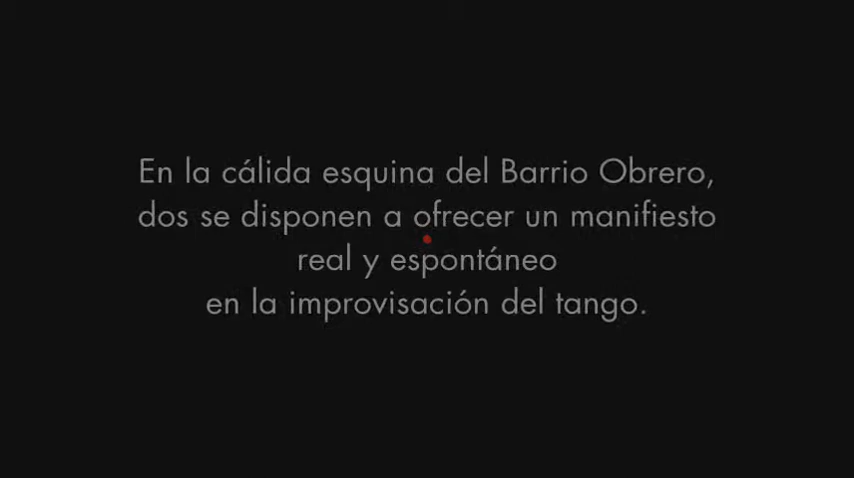 En la cálida esquina del Barrio Obrero,
dos se disponen a ofrecer un manifiesto
real y espontáneo
en la improvisación del tango.